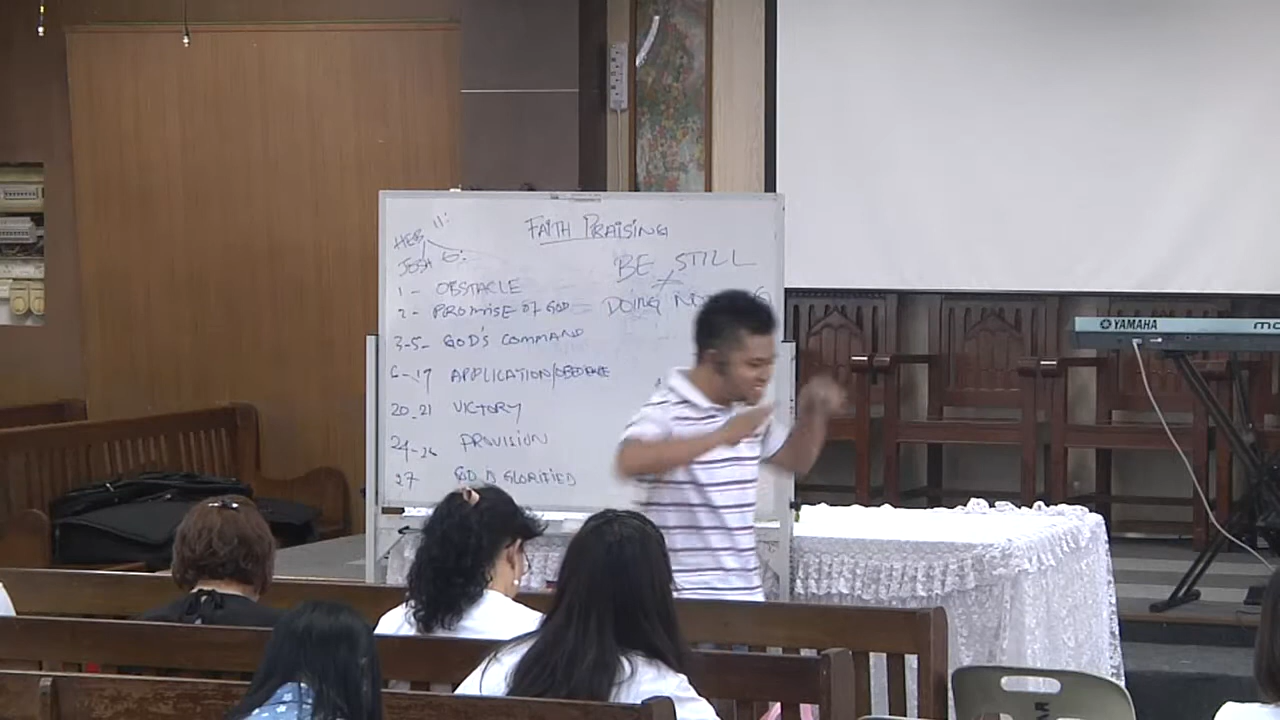 FAITH PRAISING
HEB 11:
JOSH 6:
BE STILL
DOING
1 - OBSTACLE
2 - PROMISE OF GOD
3-5- GOD'S COMMAND
6-17 APPLICATION/OBEDIENCE
20-21 VICTORY
24-26 PROVISION
27 GOD IS GLORIFIED
YAMAHA